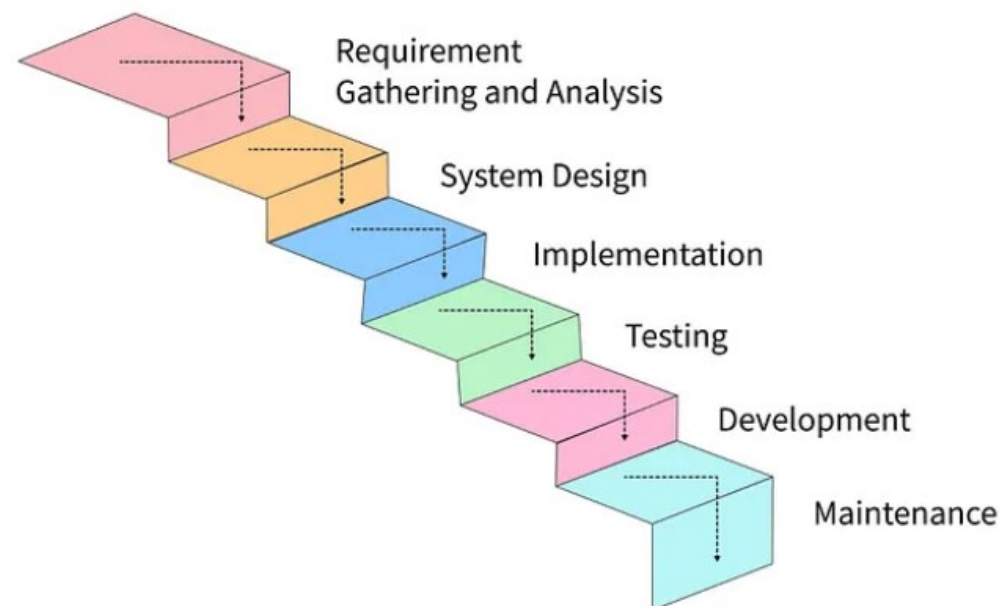 Requirement
Gathering and Analysis
System Design
Implementation
Testing
Development
Maintenance